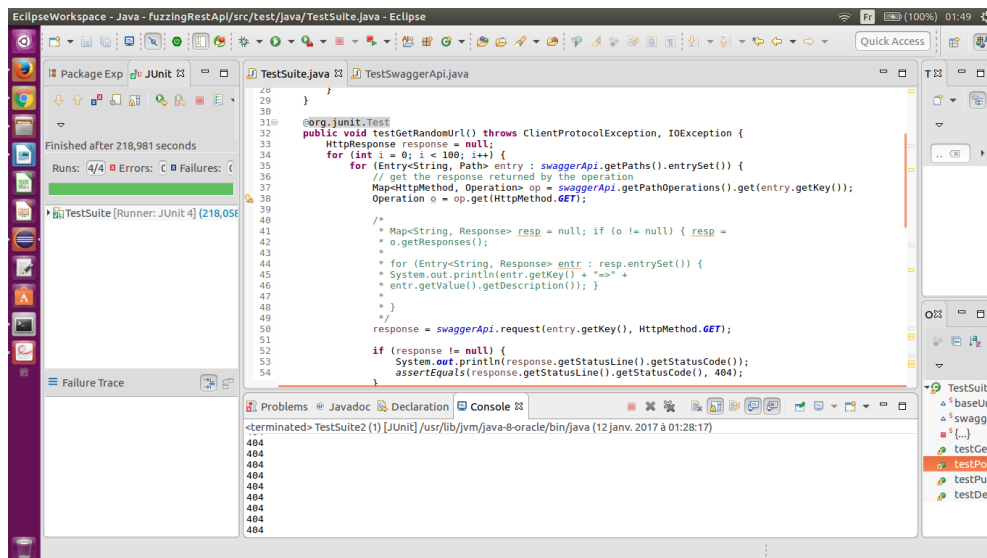 EcilpseWorkspace - Java - fuzzingRestApi/src/test/java/TestSuite.java - Eclipse
Fr
(100%)
01:49
Quick Access
Package Exp
JUnit
TestSuite.java
TestSwaggerApi.java
Finished after 218,981 seconds
Runs: 4/4
Errors:
Failures:
TestSuite [Runner: JUnit 4] (218,058
Failure Trace
28 }
29 }
30
31 @org.junit.Test
32 public void testGetRandomUrl() throws ClientProtocolException, IOException {
33 HttpResponse response = null;
34 for (int i = 0; i < 100; i++) {
35 for (Entry<String, Path> entry : swaggerApi.getPaths().entrySet()) {
36 // get the response returned by the operation
37 Map<HttpMethod, Operation> op = swaggerApi.getPathOperations().get(entry.getKey());
38 Operation o = op.get(HttpMethod.GET);
39
40 /*
41 * Map<String, Response> resp = null; if (o != null) { resp =
42 * o.getResponses();
43 *
44 * for (Entry<String, Response> entr : resp.entrySet()) {
45 * System.out.println(entr.getKey() + "=>" +
46 * entr.getValue().getDescription()); }
47 *
48 * }
49 */
50 response = swaggerApi.request(entry.getKey(), HttpMethod.GET);
51
52 if (response != null) {
53 System.out.println(response.getStatusLine().getStatusCode());
54 assertEquals(response.getStatusLine().getStatusCode(), 404);
}
Problems
Javadoc
Declaration
Console
<terminated> TestSuite2 (1) [JUnit] /usr/lib/jvm/java-8-oracle/bin/java (12 janv. 2017 à 01:28:17)
404
404
404
404
404
404
404
404
404
T
O
TestSuite
baseU
swagg
{...}
testGe
testPo
testPu
testDe